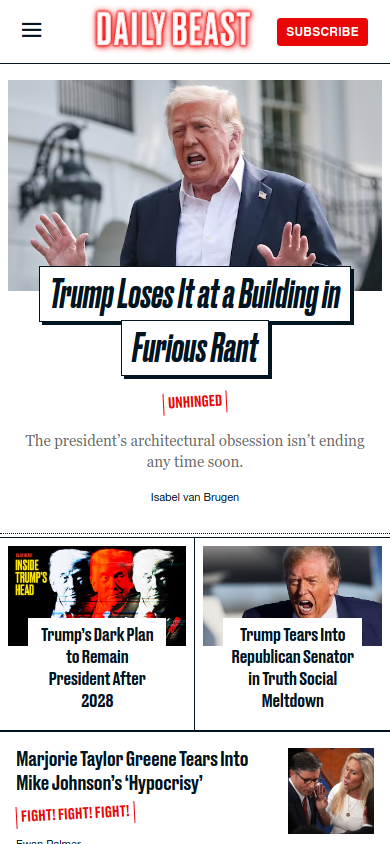 DAILY BEAST
SUBSCRIBE
Trump Loses It at a Building in
Furious Rant
UNHINGED
The president’s architectural obsession isn’t ending
any time soon.
Isabel van Brugen
DAILY BEAST
INSIDE
TRUMP'S
HEAD
Trump’s Dark Plan
to Remain
President After
2028
Trump Tears Into
Republican Senator
in Truth Social
Meltdown
Marjorie Taylor Greene Tears Into
Mike Johnson’s ‘Hypocrisy’
FIGHT! FIGHT! FIGHT!
Ewan Palmer